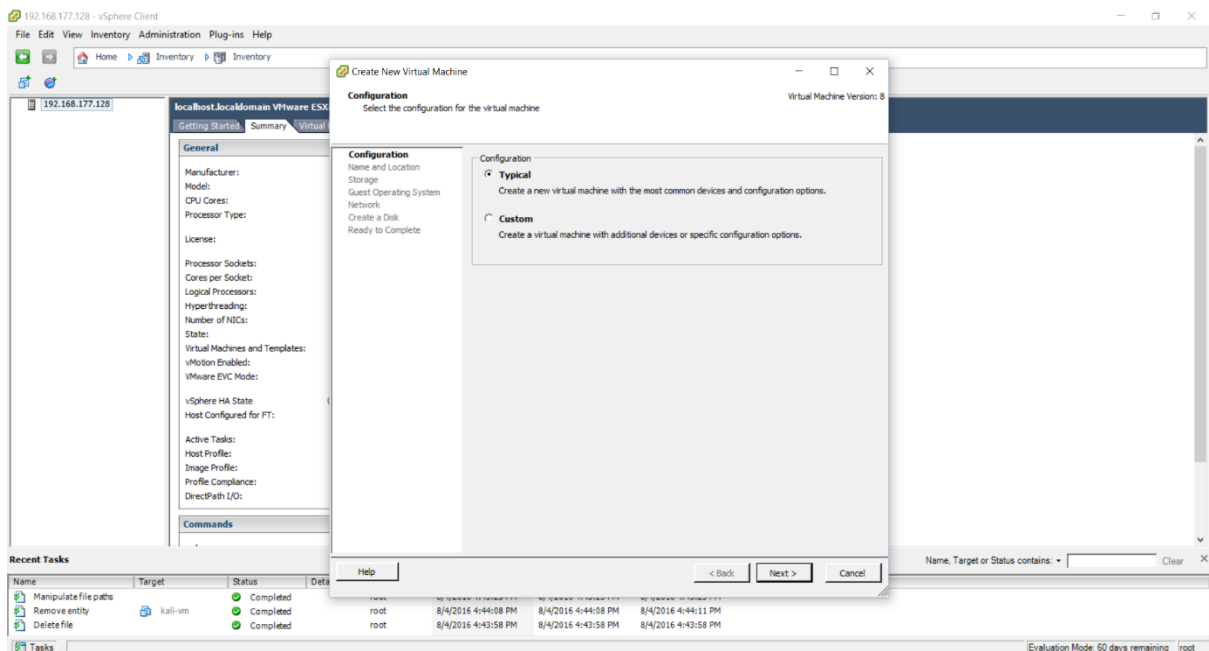 192.168.177.128 - vSphere Client
File Edit View Inventory Administration Plug-ins Help
Home Inventory Inventory
192.168.177.128
localhost.localdomain VMware ESX
Getting Started Summary Virtual
General
Manufacturer:
Model:
CPU Cores:
Processor Type:
License:
Processor Sockets:
Cores per Socket:
Logical Processors:
Hyperthreading:
Number of NICs:
State:
Virtual Machines and Templates:
vMotion Enabled:
VMware EVC Mode:
vSphere HA State
Host Configured for FT:
Active Tasks:
Host Profile:
Image Profile:
Profile Compliance:
DirectPath I/O:
Commands
Create New Virtual Machine
Configuration
Virtual Machine Version: 8
Select the configuration for the virtual machine
Configuration
Name and Location
Storage
Guest Operating System
Network
Create a Disk
Ready to Complete
Configuration
Typical
Create a new virtual machine with the most common devices and configuration options.
Custom
Create a virtual machine with additional devices or specific configuration options.
Help < Back Next > Cancel
Recent Tasks
Name, Target or Status contains: Clear
Name Target Status Deta
Manipulate file paths Completed
Remove entity kali-vm Completed root 8/4/2016 4:44:08 PM 8/4/2016 4:44:08 PM 8/4/2016 4:44:11 PM
Delete file Completed root 8/4/2016 4:43:58 PM 8/4/2016 4:43:58 PM 8/4/2016 4:43:58 PM
Tasks Evaluation Mode: 60 days remaining root